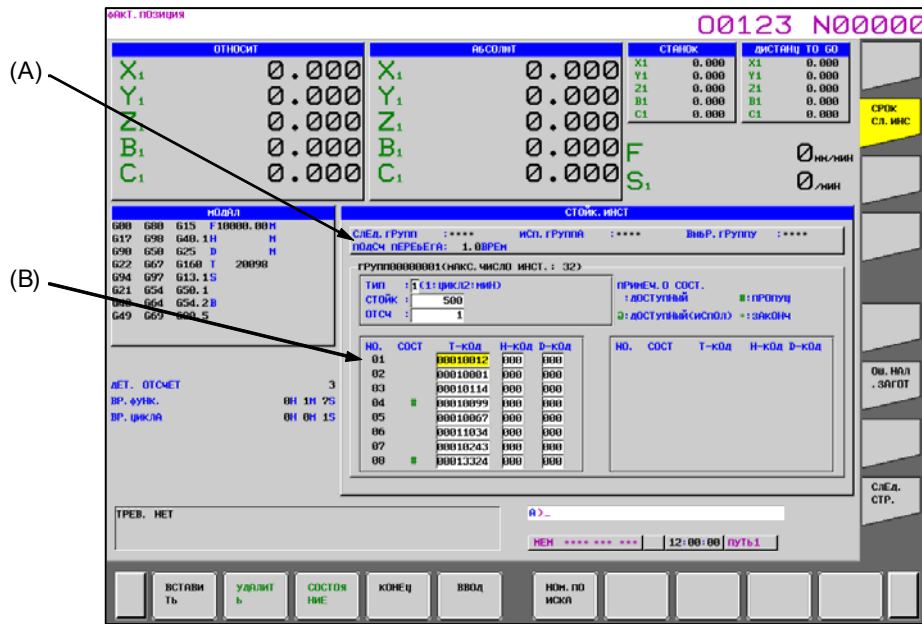 ФАКТ.ПОЗИЦИЯ
O0123 N00000
(A)
(B)
ОТНОСИТ
X1 0.000
Y1 0.000
Z1 0.000
B1 0.000
C1 0.000
АБСОЛЮТ
X1 0.000
Y1 0.000
Z1 0.000
B1 0.000
C1 0.000
СТАНОК
X1 0.000
Y1 0.000
Z1 0.000
B1 0.000
C1 0.000
ДИСТАНЦ TO GO
X1 0.000
Y1 0.000
Z1 0.000
B1 0.000
C1 0.000
F 0 мм/мин
S1 0 /мин
СРОК
СЛ. ИНС
МОДАЛ
G00 G80 G15 F 10000.00 M
G17 G98 G40.1 H M
G90 G50 G25 D M
G22 G67 G160 T 20098
G94 G97 G13.1 S
G21 G54 G50.1
G40 G64 G54.2 B
G49 G69 G80.5
ДЕТ. ОТСЧЕТ 3
ВР.ФУНК. 0H 1M 7S
ВР. ЦИКЛА 0H 0M 1S
СТОЙК.ИНСТ
СЛЕД.ГРУПП :**** ИСП.ГРУППА :**** ВЫБР.ГРУППУ :****
ПОДСЧ ПЕРЕБЕГА: 1.0ВРЕМ
ГРУПП00000001(МАКС.ЧИСЛО ИНСТ.: 32)
ТИП :1(1:ЦИКЛ2:МИН)
СТОЙК : 500
ОТСЧ : 1
ПРИМЕЧ.О СОСТ.
:ДОСТУПНЫЙ #:ПРОПУЩ
@:ДОСТУПНЫЙ(ИСПОЛ) *:ЗАКОНЧ
NO. СОСТ T-КОД H-КОД D-КОД
01 00010012 000 000
02 00010001 000 000
03 00010114 000 000
04 # 00010099 000 000
05 00010067 000 000
06 00011034 000 000
07 00010243 000 000
08 # 00013324 000 000
NO. СОСТ T-КОД H-КОД D-КОД
ОШ. НАЛ
.ЗАГОТ
СЛЕД.
СТР.
ТРЕВ. НЕТ
A)_
MEM **** *** ***
12:00:00
ПУТЬ1
ВСТАВИ
ТЬ
УДАЛИТ
Ь
СОСТОЯ
НИЕ
КОНЕЦ
ВВОД
НОМ.ПО
ИСКА